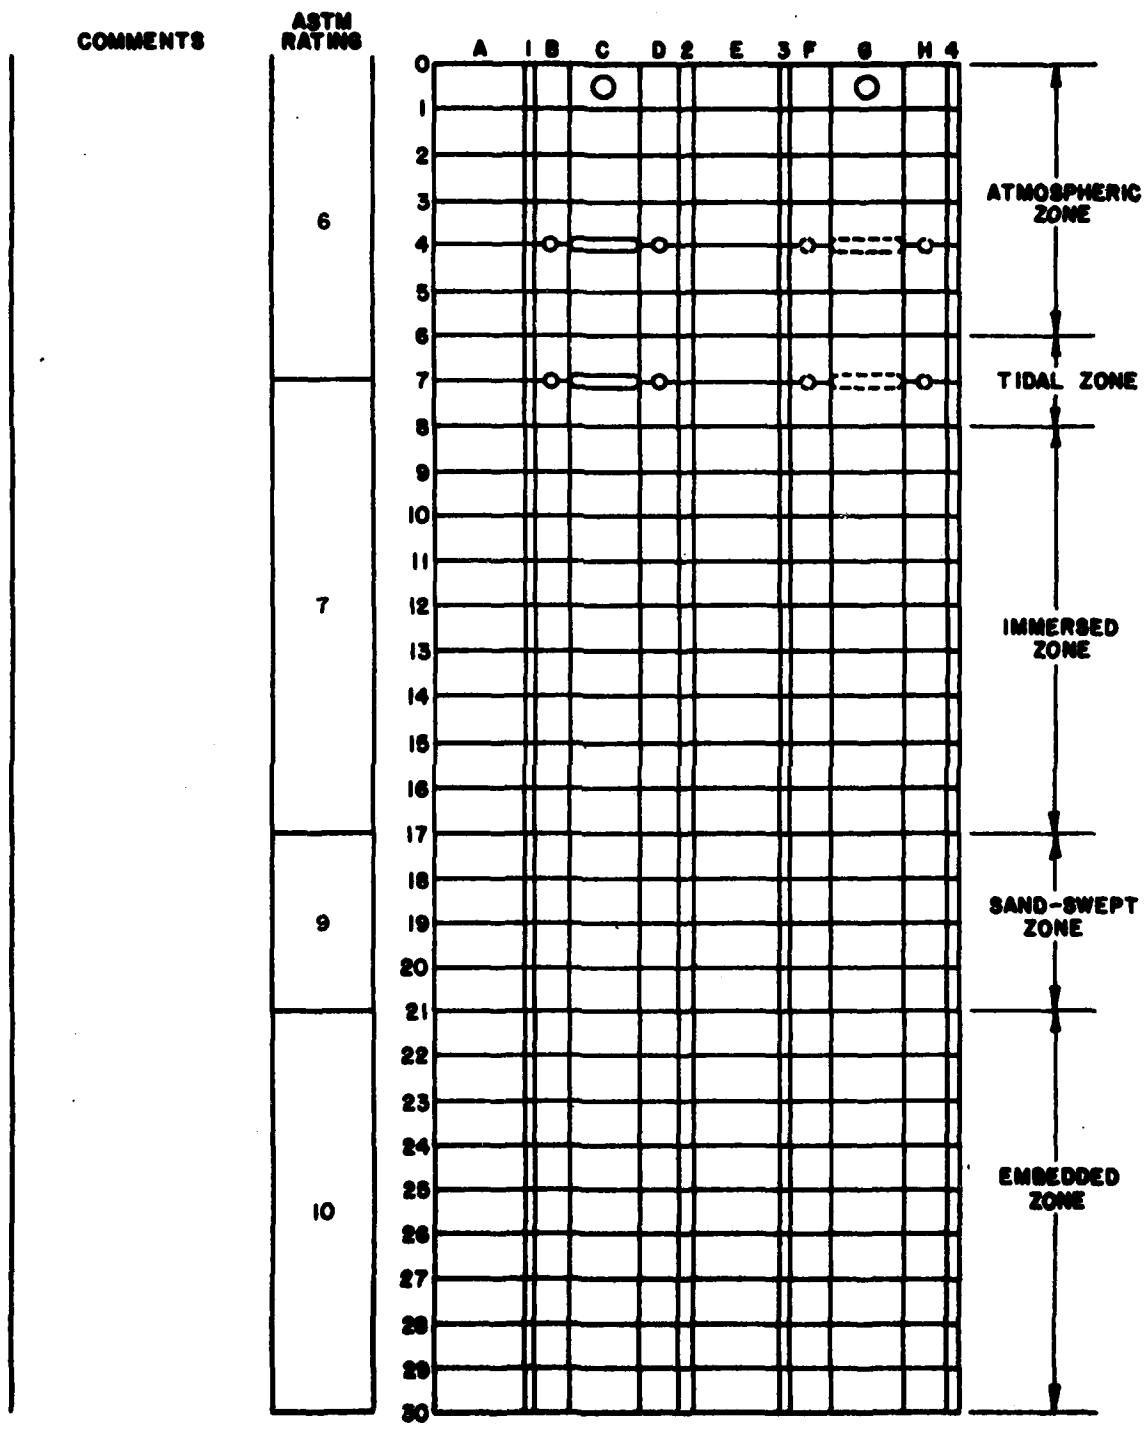 COMMENTS
ASTM
RATING
A 1 B C D 2 E 3 F G H 4
0
1
2
3
4
5
6
7
8
9
10
11
12
13
14
15
16
17
18
19
20
21
22
23
24
25
26
27
28
29
30
6
7
9
10
ATMOSPHERIC
ZONE
TIDAL ZONE
IMMERSED
ZONE
SAND-SWEPT
ZONE
EMBEDDED
ZONE